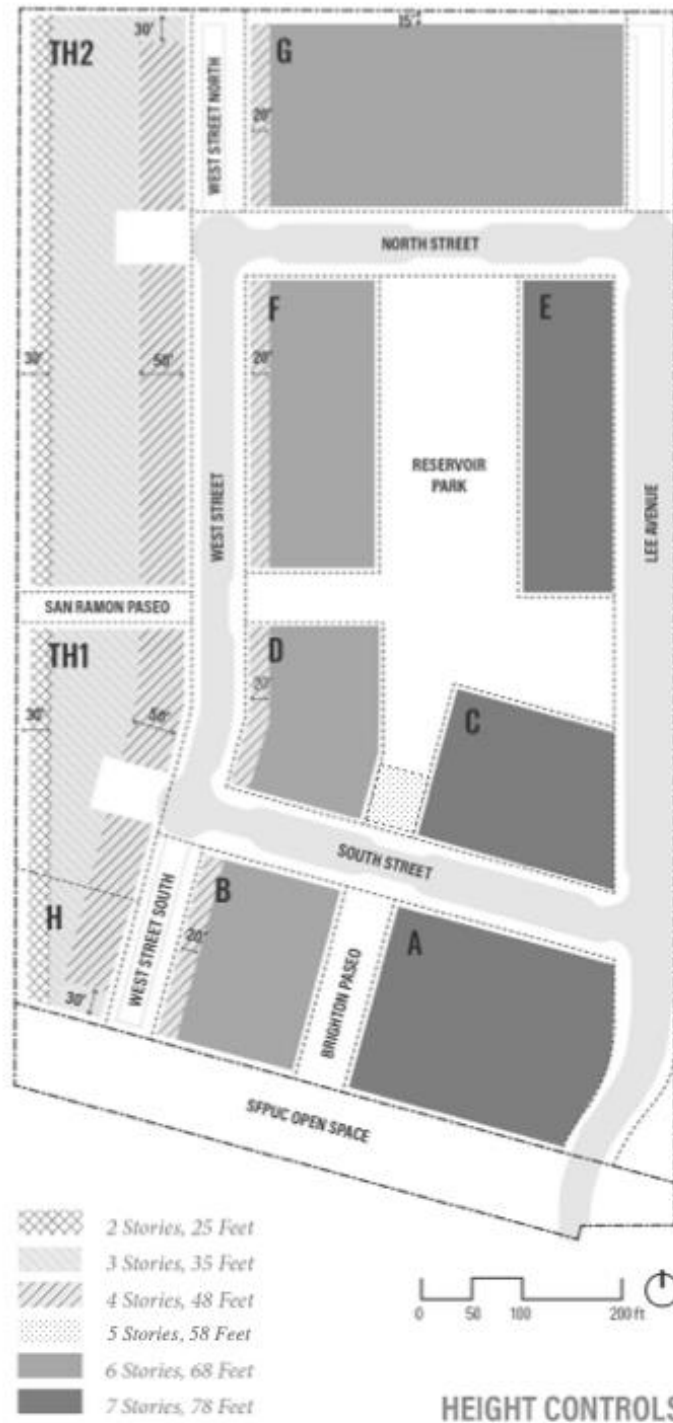 15'
30'
TH2
G
WEST STREET NORTH
20'
NORTH STREET
F
E
30'
50'
20'
RESERVOIR
PARK
WEST STREET
LEE AVENUE
SAN RAMON PASEO
TH1
D
20'
30'
50'
C
SOUTH STREET
H
WEST STREET SOUTH
B
20'
A
BRIGHTON PASEO
30'
SFPUC OPEN SPACE
2 Stories, 25 Feet
3 Stories, 35 Feet
4 Stories, 48 Feet
5 Stories, 58 Feet
6 Stories, 68 Feet
7 Stories, 78 Feet
0 50 100 200 ft
HEIGHT CONTROLS